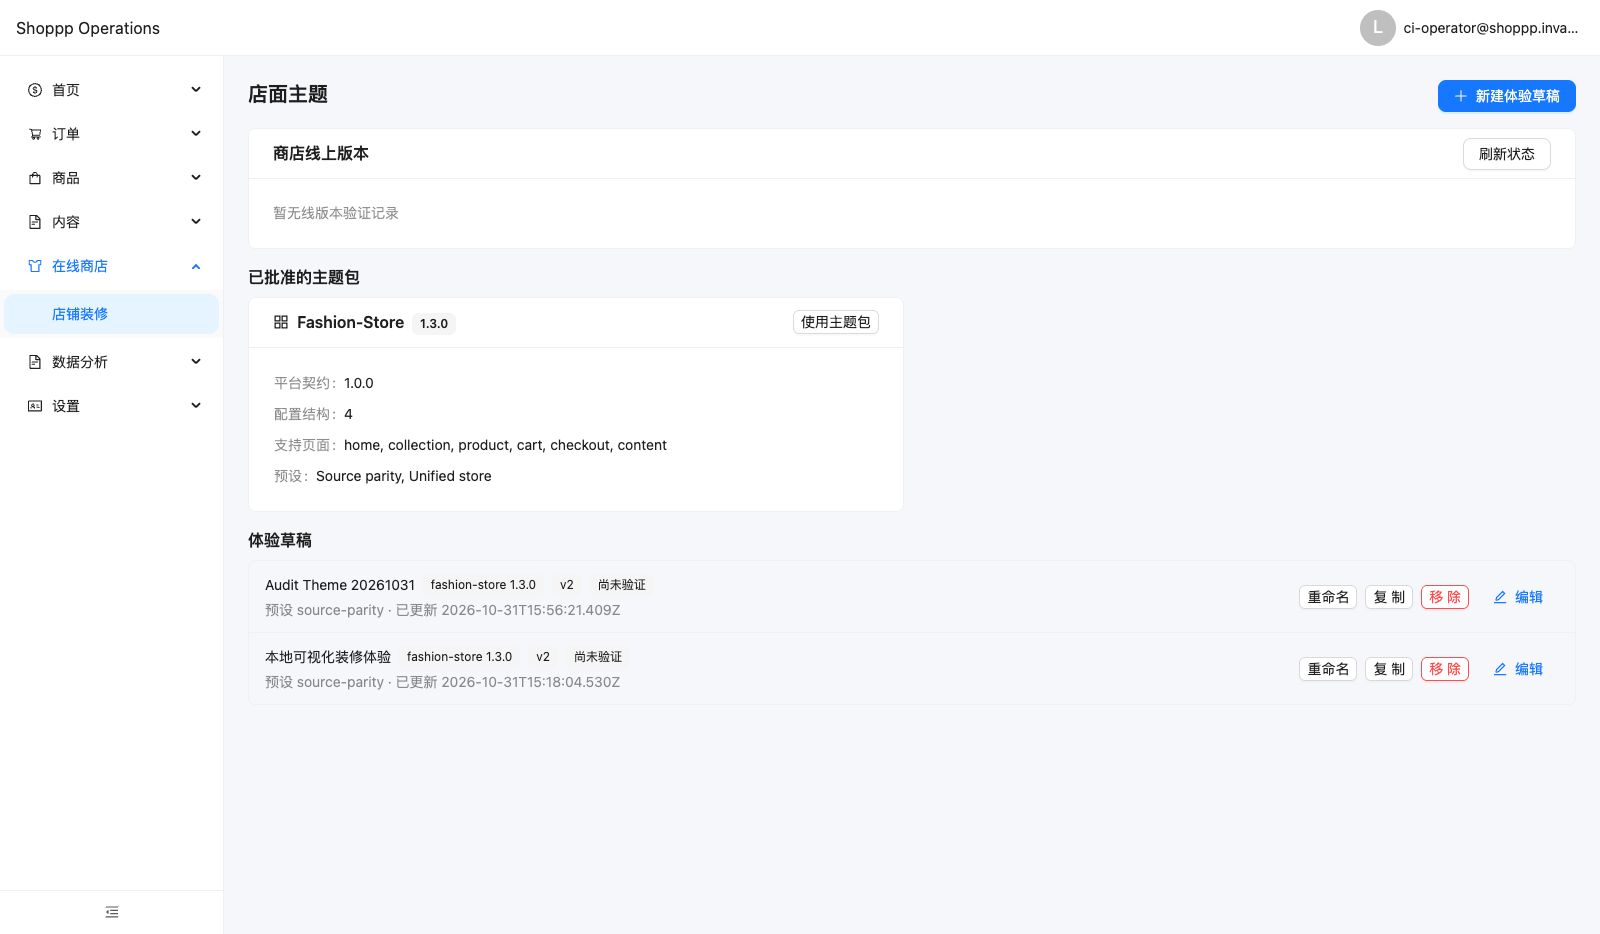 Shoppp Operations
L
ci-operator@shoppp.inva...
首页
订单
商品
内容
在线商店
店铺装修
数据分析
设置
店面主题
新建体验草稿
商店线上版本
刷新状态
暂无线版本验证记录
已批准的主题包
Fashion-Store 1.3.0
使用主题包
平台契约: 1.0.0
配置结构: 4
支持页面: home, collection, product, cart, checkout, content
预设: Source parity, Unified store
体验草稿
Audit Theme 20261031 fashion-store 1.3.0 v2 尚未验证
预设 source-parity · 已更新 2026-10-31T15:56:21.409Z
重命名 复制 移除 编辑
本地可视化装修体验 fashion-store 1.3.0 v2 尚未验证
预设 source-parity · 已更新 2026-10-31T15:18:04.530Z
重命名 复制 移除 编辑